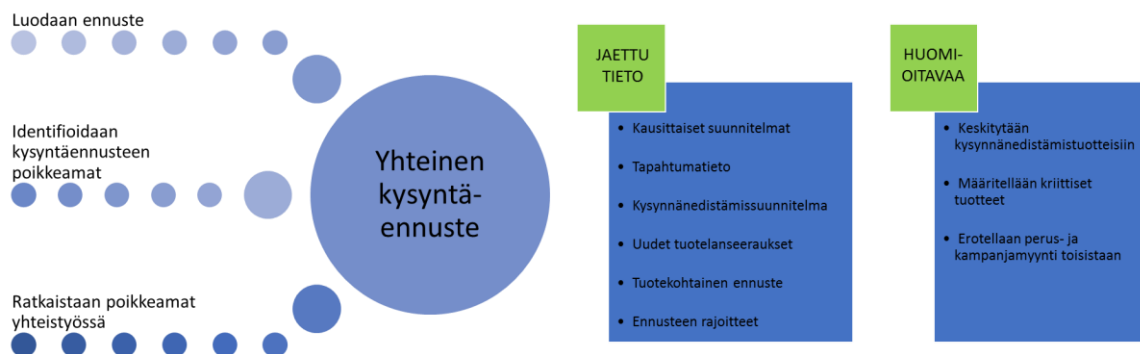 Luodaan ennuste
Identifioidaan
kysyntäennusteen
poikkeamat
Ratkaistaan poikkeamat
yhteistyössä
Yhteinen
kysyntä-
ennuste
JAETTU
TIETO
• Kausittaiset suunnitelmat
• Tapahtumatieto
• Kysynnänedistämissuunnitelma
• Uudet tuotelanseeraukset
• Tuotekohtainen ennuste
• Ennusteen rajoitteet
HUOMI-
OITAVAA
• Keskitytään
kysynnänedistämistuotteisiin
• Määritellään kriittiset
tuotteet
• Erotellaan perus- ja
kampanjamyynti toisistaan